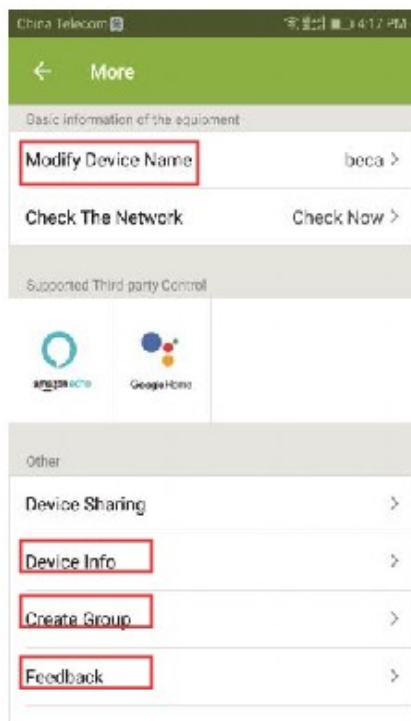 China Telecom 4:17 PM
More
Basic information of the equipment
Modify Device Name beca >
Check The Network Check Now >
Supported Third-party Control
amazon echo Google Home
Other
Device Sharing >
Device Info >
Create Group >
Feedback >